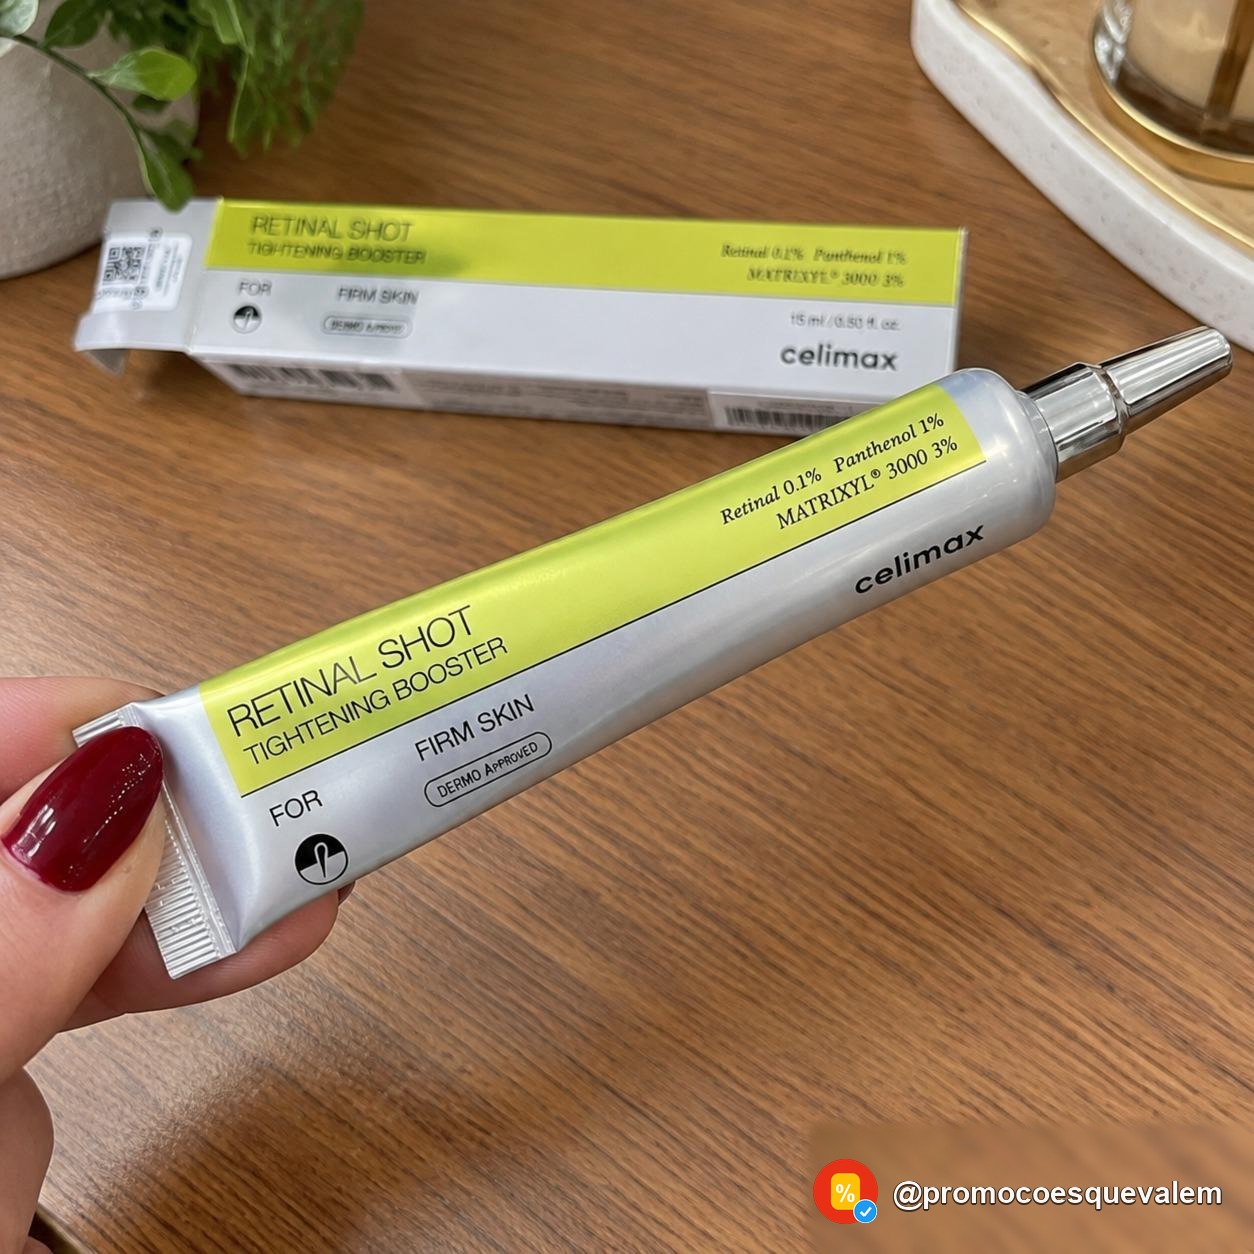 RETINAL SHOT
TIGHTENING BOOSTER
Retinal 0.1% Panthenol 1%
MATRIXYL® 3000 3%
FOR
FIRM SKIN
DERMO APPROVED
15 ml / 0.50 fl. oz.
celimax
Retinal 0.1% Panthenol 1%
MATRIXYL® 3000 3%
celimax
RETINAL SHOT
TIGHTENING BOOSTER
FIRM SKIN
DERMO APPROVED
FOR
%
@promocoesquevalem